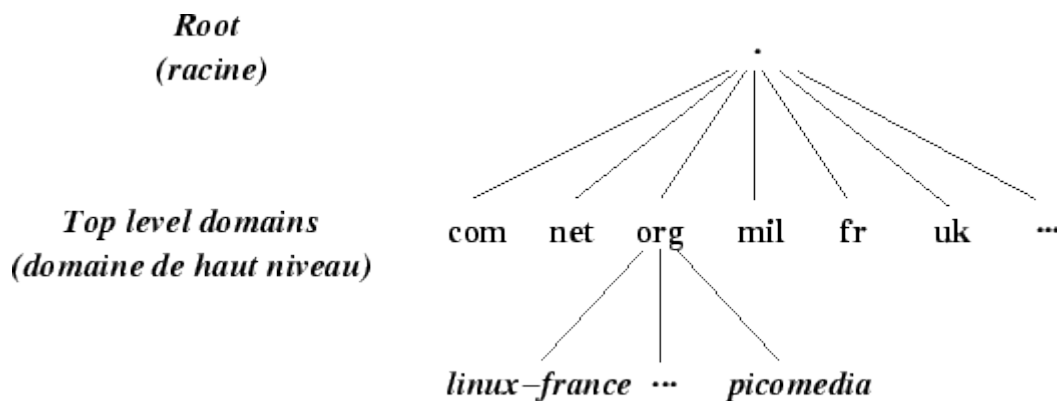 Root
(racine)
.
Top level domains
(domaine de haut niveau)
com net org mil fr uk ...
linux-france ... picomedia